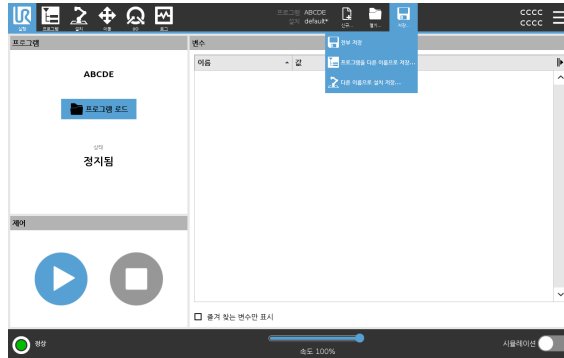 UR
실행
프로그램
설치
이동
I/O
로그
프로그램 ABCDE
설치 default*
신규...
열기...
저장...
cccc
cccc
프로그램
변수
전부 저장
프로그램을 다른 이름으로 저장...
다른 이름으로 설치 저장...
이름
값
ABCDE
프로그램 로드
상태
정지됨
제어
즐겨 찾는 변수만 표시
정상
속도 100%
시뮬레이션